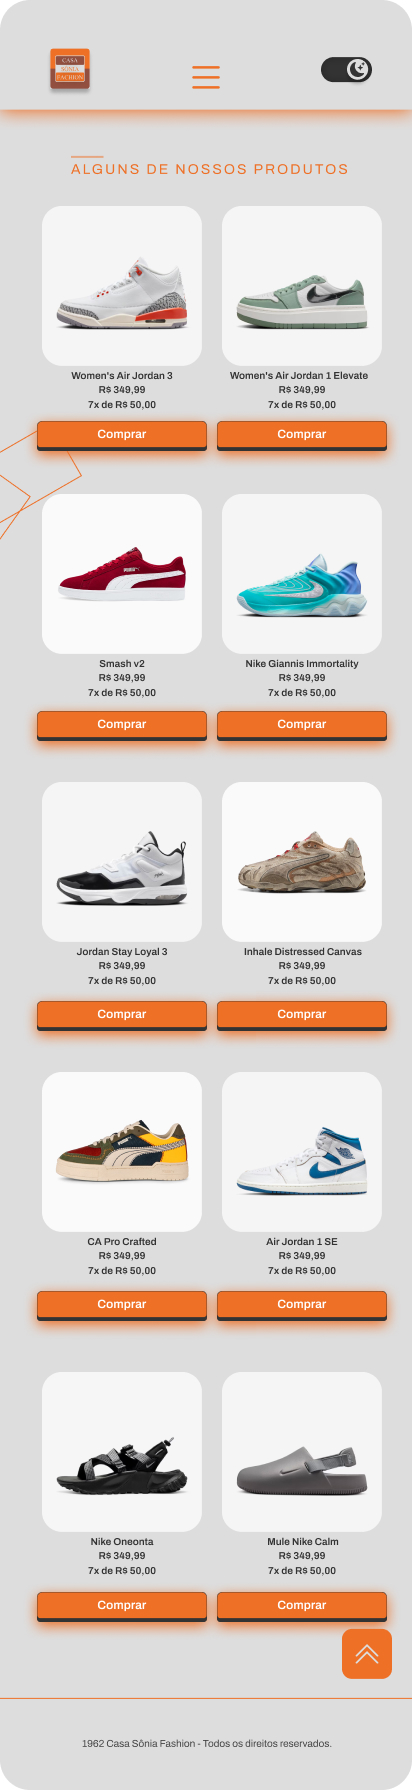 CASA
SÔNIA
FACHION
ALGUNS DE NOSSOS PRODUTOS
Women's Air Jordan 3
R$ 349,99
7x de R$ 50,00
Comprar
Women's Air Jordan 1 Elevate
R$ 349,99
7x de R$ 50,00
Comprar
Smash v2
R$ 349,99
7x de R$ 50,00
Comprar
Nike Giannis Immortality
R$ 349,99
7x de R$ 50,00
Comprar
Jordan Stay Loyal 3
R$ 349,99
7x de R$ 50,00
Comprar
Inhale Distressed Canvas
R$ 349,99
7x de R$ 50,00
Comprar
CA Pro Crafted
R$ 349,99
7x de R$ 50,00
Comprar
Air Jordan 1 SE
R$ 349,99
7x de R$ 50,00
Comprar
Nike Oneonta
R$ 349,99
7x de R$ 50,00
Comprar
Mule Nike Calm
R$ 349,99
7x de R$ 50,00
Comprar
1962 Casa Sônia Fashion - Todos os direitos reservados.